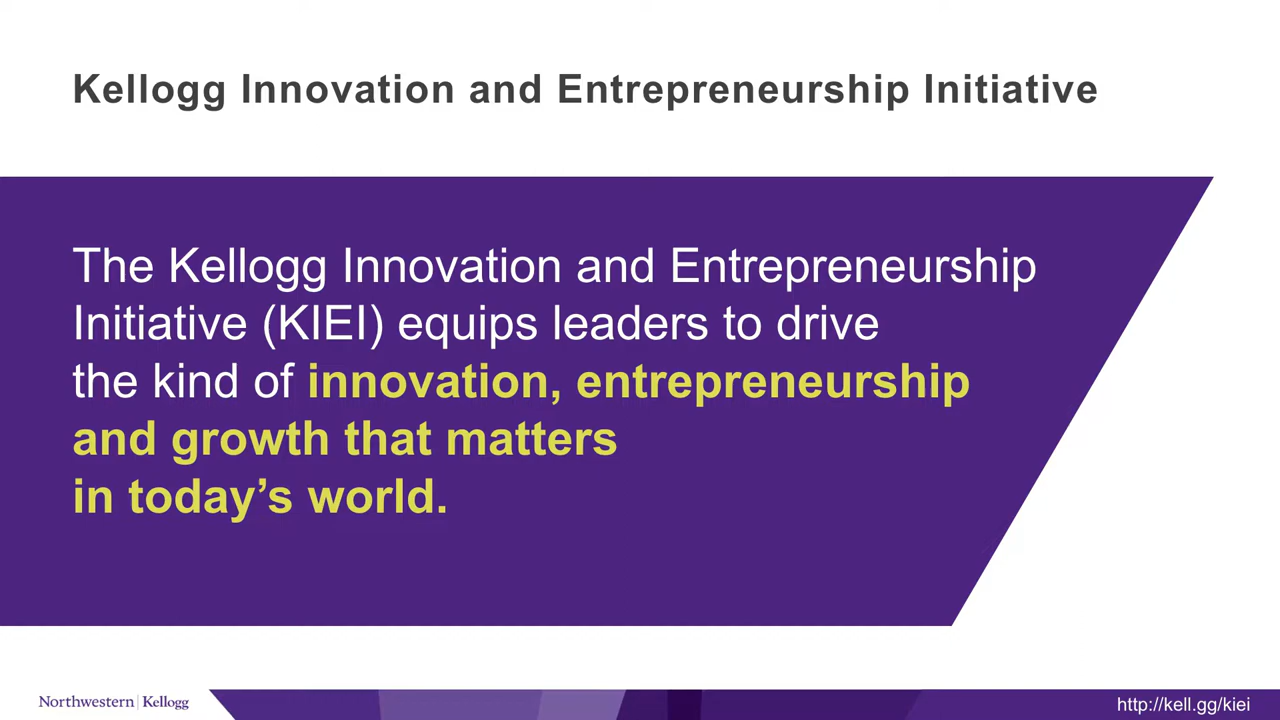 Kellogg Innovation and Entrepreneurship Initiative
The Kellogg Innovation and Entrepreneurship
Initiative (KIEI) equips leaders to drive
the kind of innovation, entrepreneurship
and growth that matters
in today’s world.
Northwestern | Kellogg
http://kell.gg/kiei